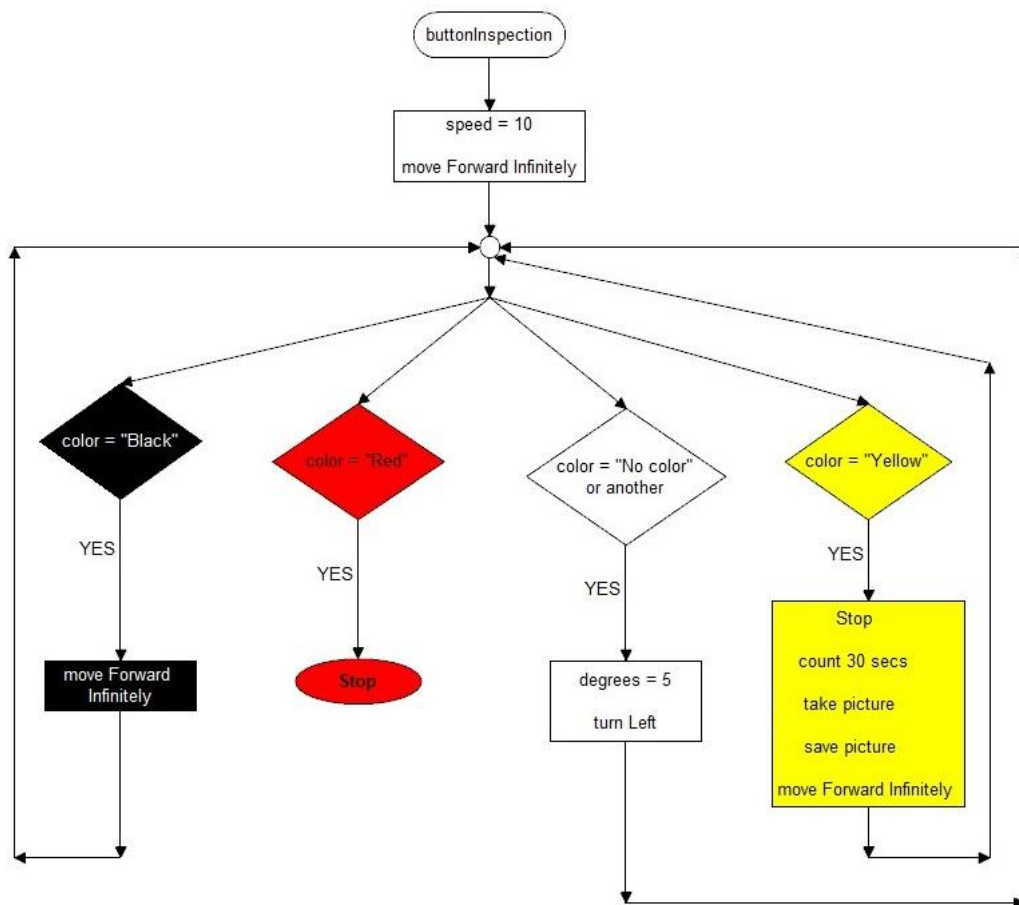 buttonInspection
speed = 10
move Forward Infinitely
color = "Black"
color = "Red"
color = "No color"
or another
color = "Yellow"
YES
YES
YES
YES
move Forward
Infinitely
Stop
degrees = 5
turn Left
Stop
count 30 secs
take picture
save picture
move Forward Infinitely